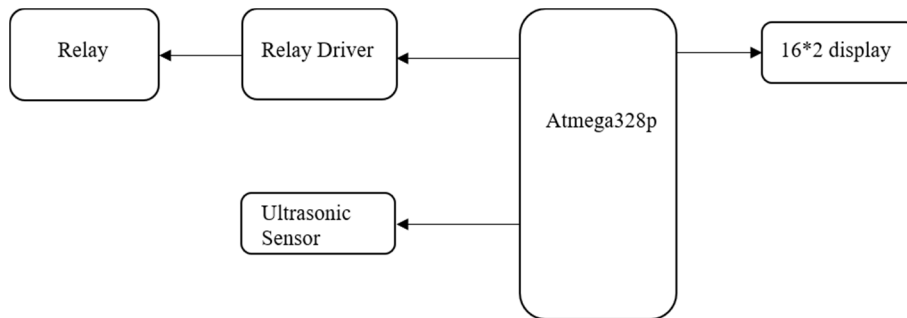 Relay
Relay Driver
16*2 display
Atmega328p
Ultrasonic
Sensor